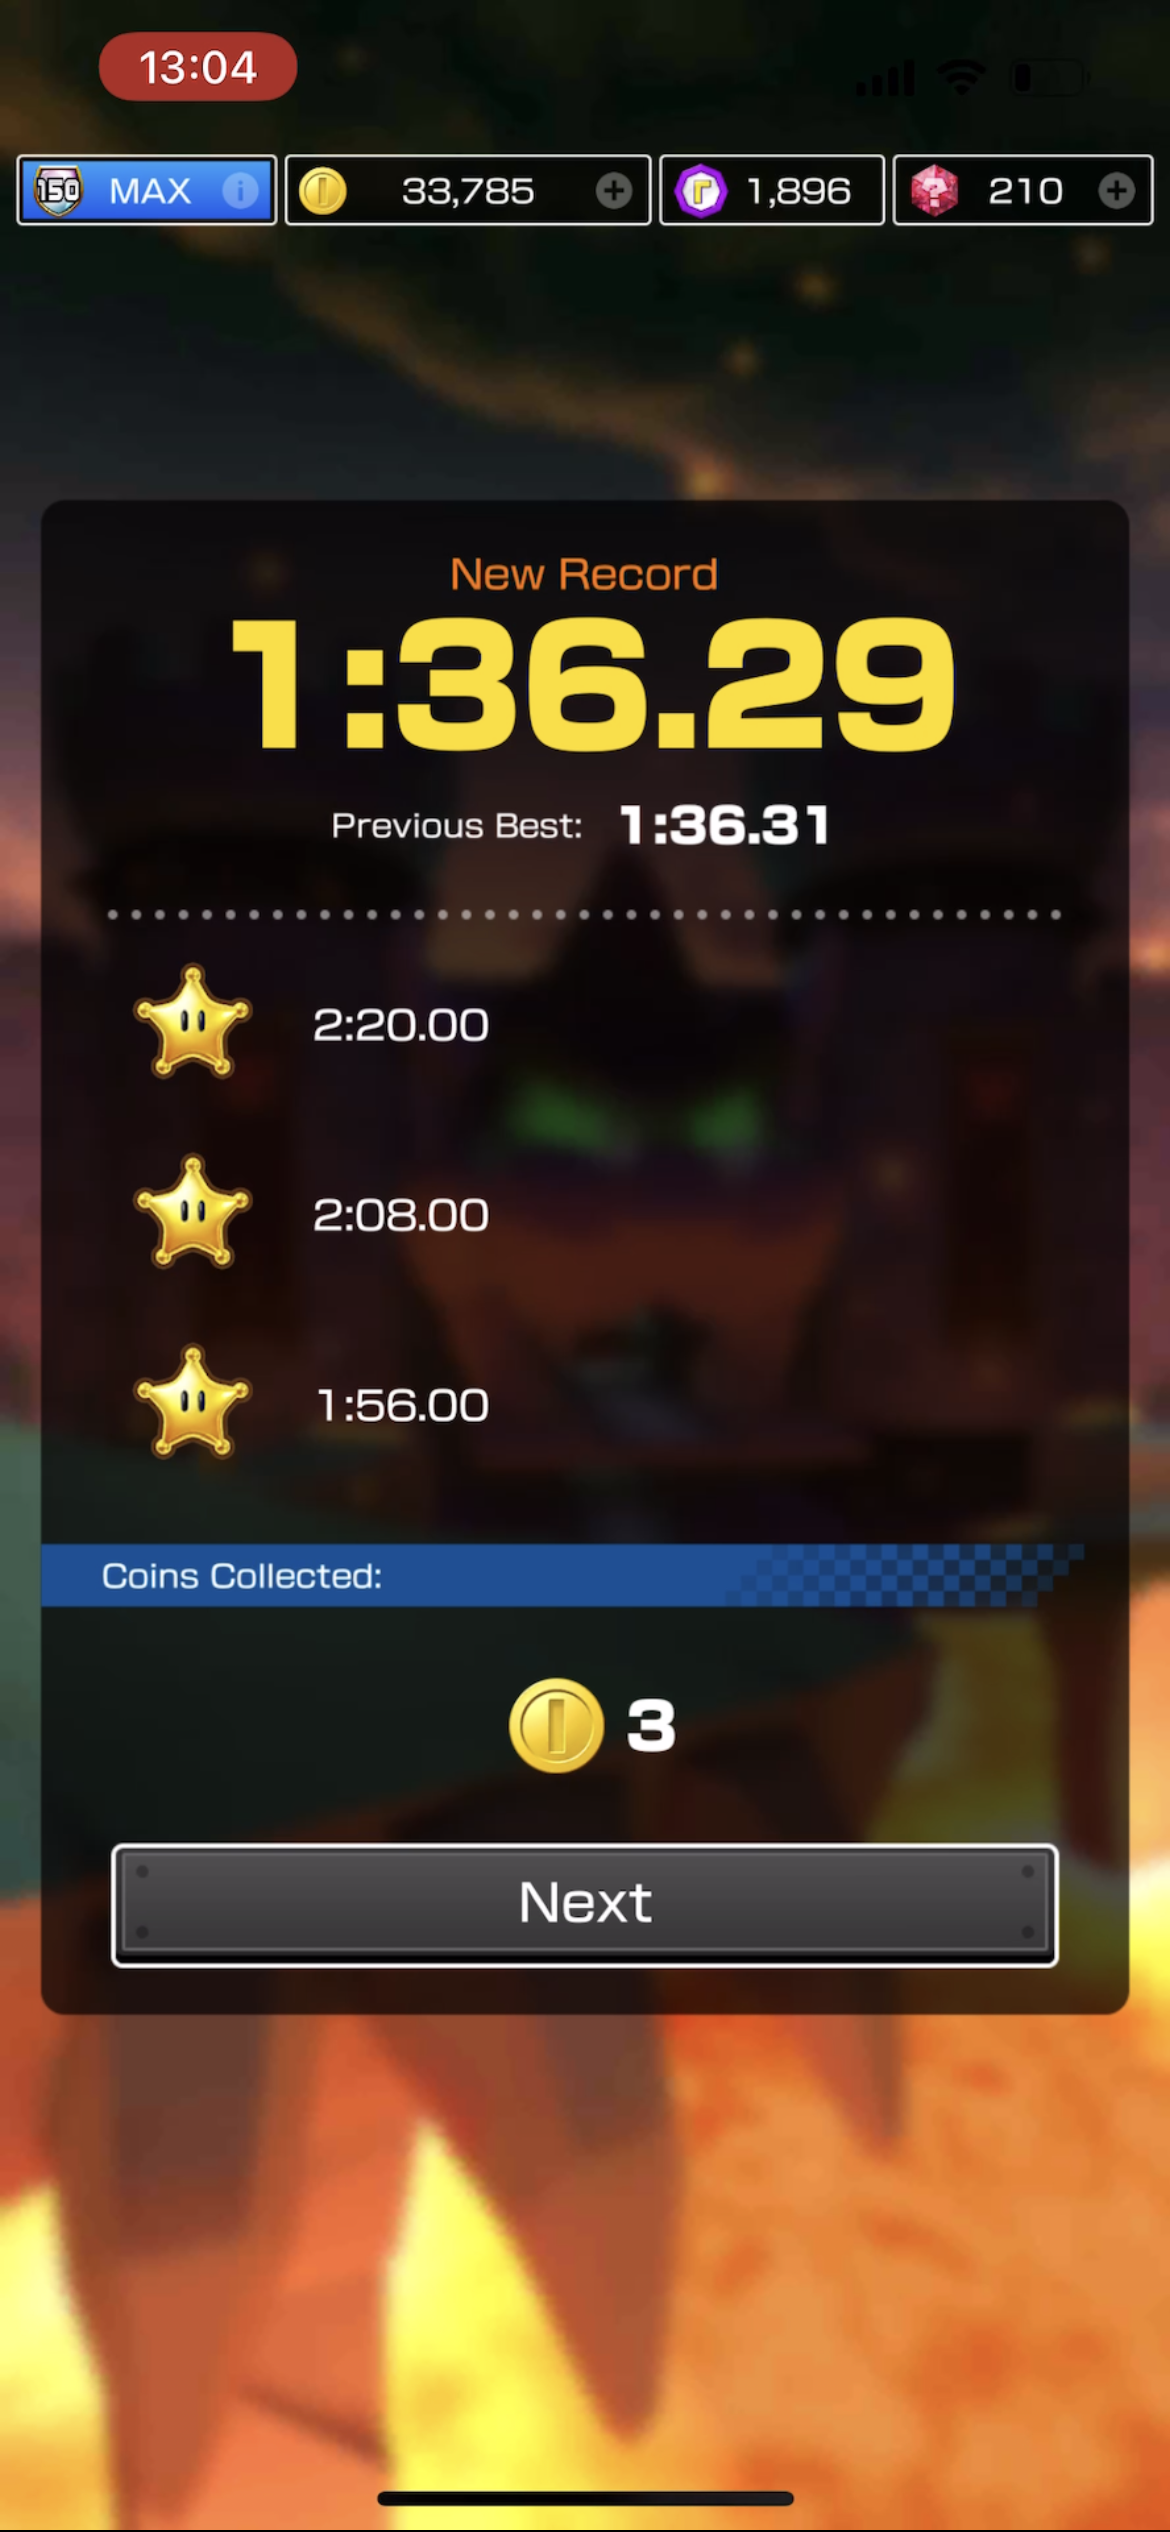 13:04
150 MAX i 33,785 1,896 ? 210
New Record
1:36.29
Previous Best: 1:36.31
2:20.00
2:08.00
1:56.00
Coins Collected:
3
Next